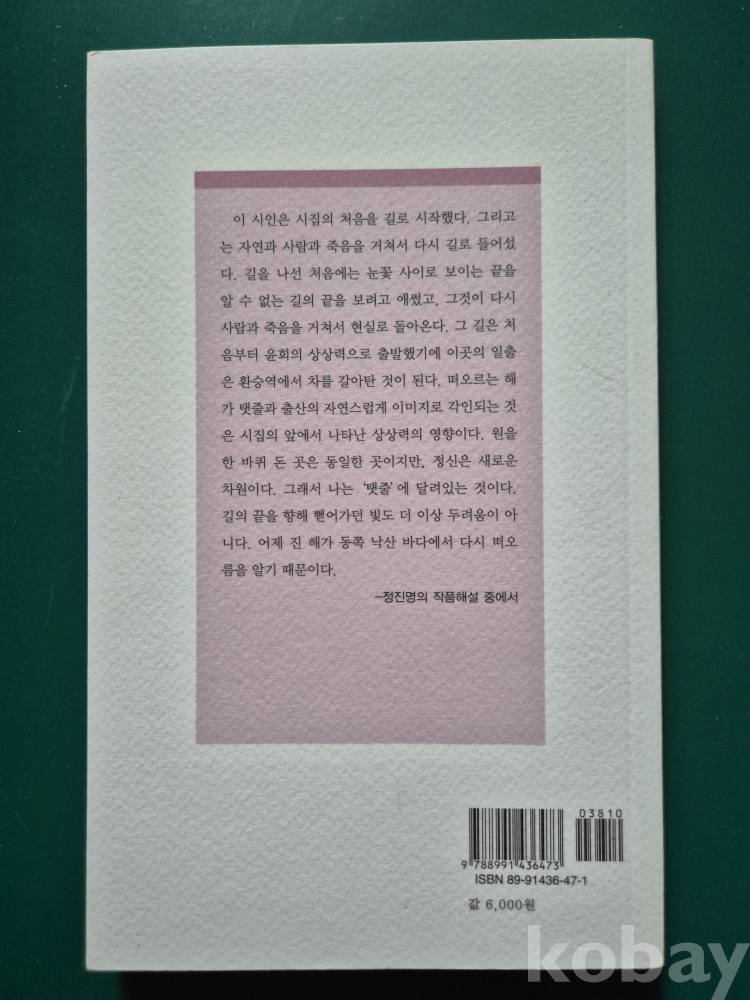 이 시인은 시집의 처음을 길로 시작했다. 그리고
는 자연과 사람과 죽음을 거쳐서 다시 길로 들어섰
다. 길을 나선 처음에는 눈꽃 사이로 보이는 끝을
알 수 없는 길의 끝을 보려고 애썼고, 그것이 다시
사람과 죽음을 거쳐서 현실로 돌아온다. 그 길은 처
음부터 윤회의 상상력으로 출발했기에 이곳의 일출
은 환승역에서 차를 갈아탄 것이 된다. 떠오르는 해
가 탯줄과 출산의 자연스럽게 이미지로 각인되는 것
은 시집의 앞에서 나타난 상상력의 영향이다. 원을
한 바퀴 돈 곳은 동일한 곳이지만, 정신은 새로운
차원이다. 그래서 나는 ‘탯줄’에 달려있는 것이다.
길의 끝을 향해 뻗어가던 빛도 더 이상 두려움이 아
니다. 어제 진 해가 동쪽 낙산 바다에서 다시 떠오
름을 알기 때문이다.
–정진명의 작품해설 중에서
03810
9 788991 436473
ISBN 89-91436-47-1
값 6,000원
kobay